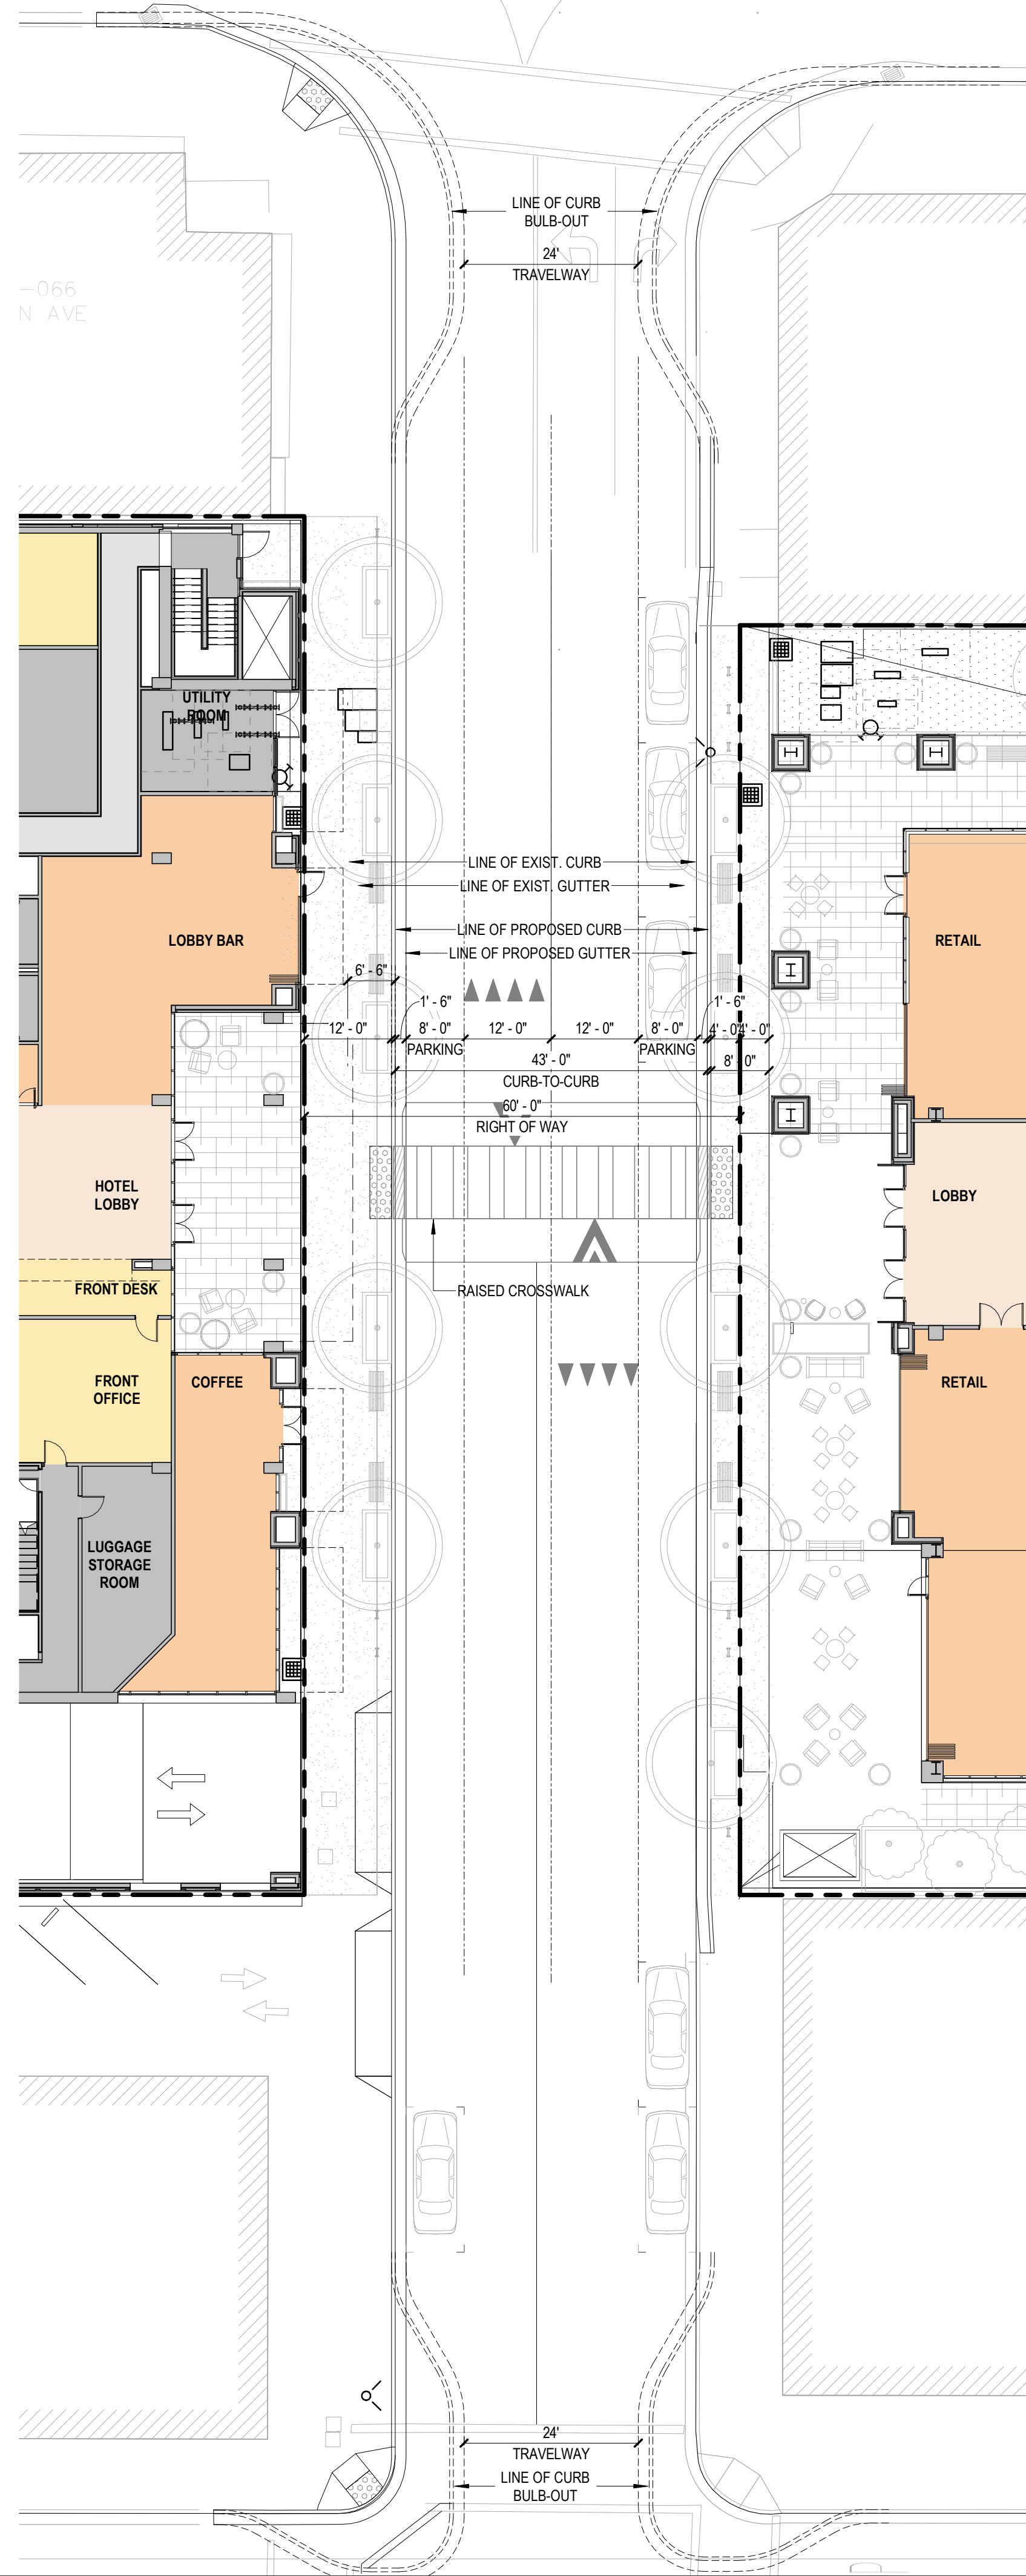 LINE OF CURB
BULB-OUT
24'
TRAVELWAY
—066
N AVE
UTILITY
ROOM
LINE OF EXIST. CURB
LINE OF EXIST. GUTTER
LINE OF PROPOSED CURB
LINE OF PROPOSED GUTTER
LOBBY BAR
RETAIL
6' - 6"
1' - 6"
1' - 6"
12' - 0"
8' - 0"
12' - 0"
12' - 0"
8' - 0"
4' - 0"
4' - 0"
PARKING
PARKING
43' - 0"
8' - 0"
CURB-TO-CURB
60' - 0"
RIGHT OF WAY
HOTEL
LOBBY
LOBBY
FRONT DESK
RAISED CROSSWALK
FRONT
OFFICE
COFFEE
RETAIL
LUGGAGE
STORAGE
ROOM
24'
TRAVELWAY
LINE OF CURB
BULB-OUT